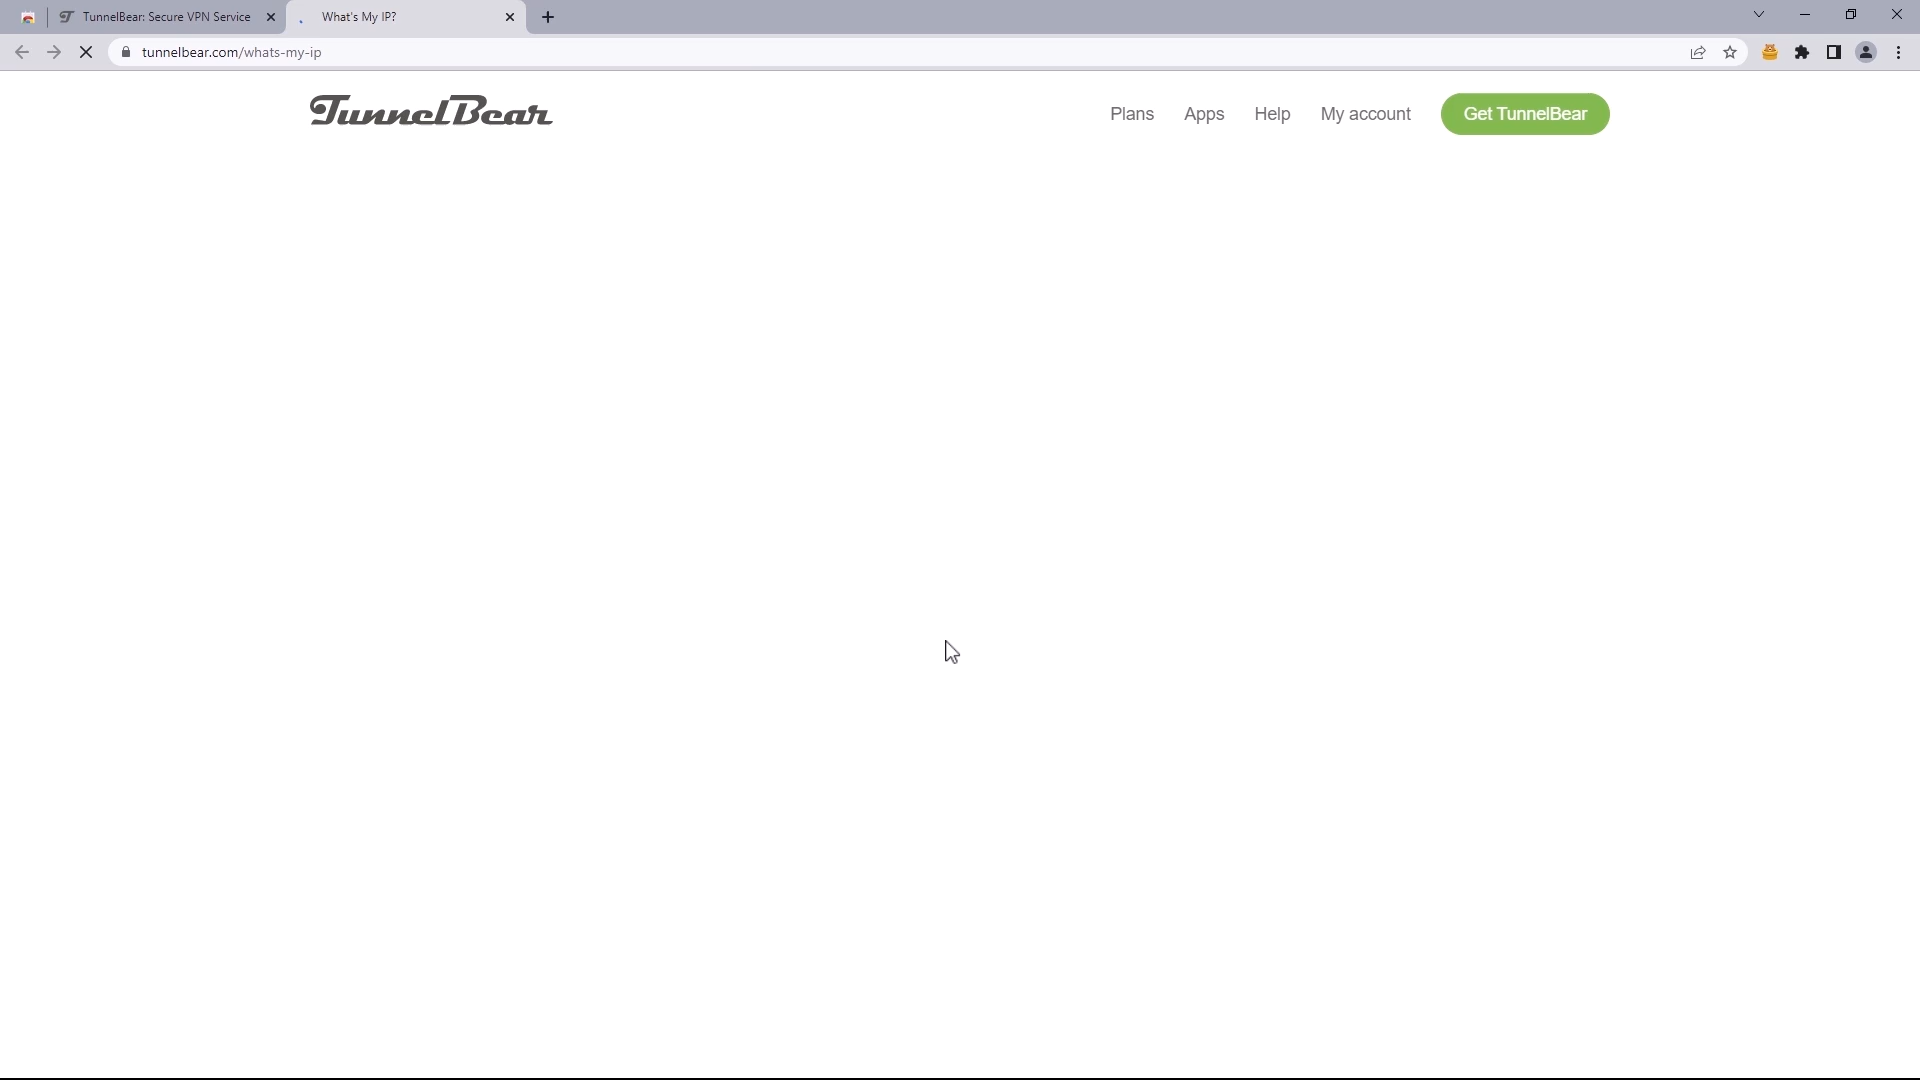 TunnelBear: Secure VPN Service
What's My IP?
tunnelbear.com/whats-my-ip
TunnelBear
Plans
Apps
Help
My account
Get TunnelBear